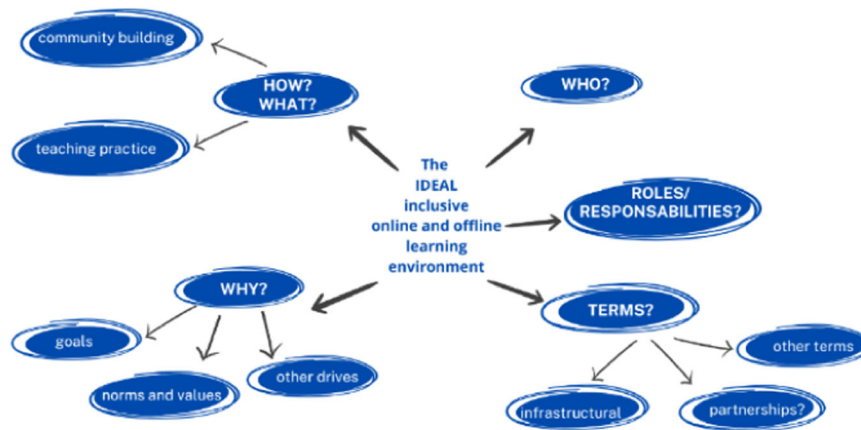 community building
HOW?
WHAT?
teaching practice
WHO?
The
IDEAL
inclusive
online and offline
learning
environment
ROLES/
RESPONSABILITIES?
WHY?
goals
norms and values
other drives
TERMS?
other terms
infrastructural
partnerships?